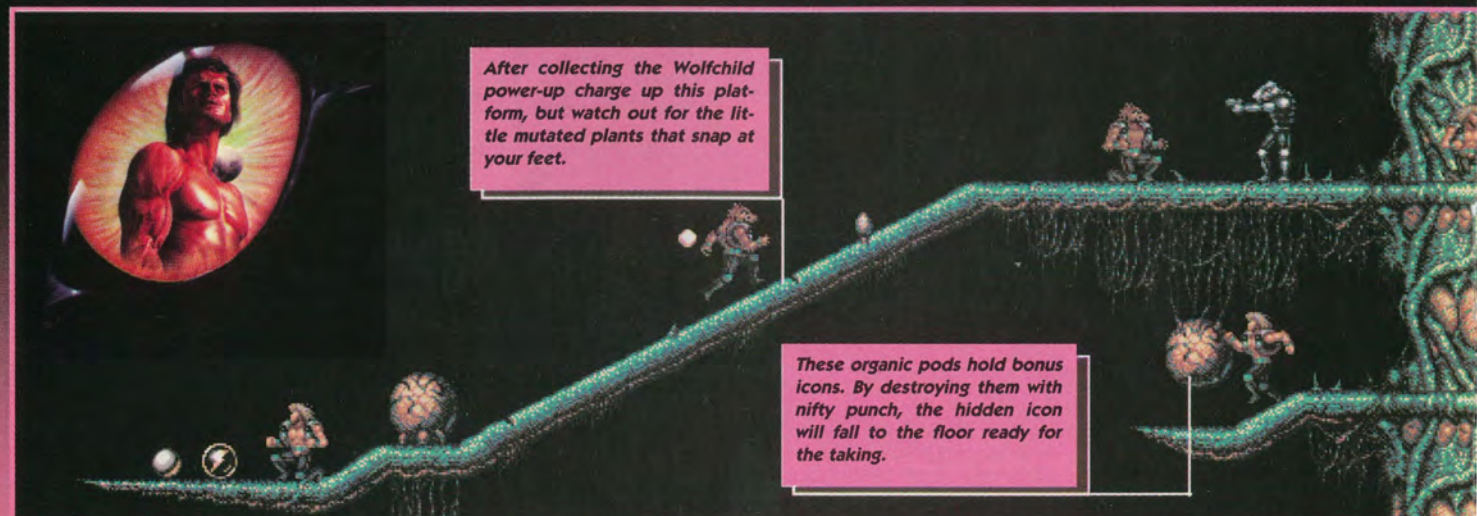 After collecting the Wolfchild
power-up charge up this plat-
form, but watch out for the lit-
tle mutated plants that snap at
your feet.
These organic pods hold bonus
icons. By destroying them with
nifty punch, the hidden icon
will fall to the floor ready for
the taking.